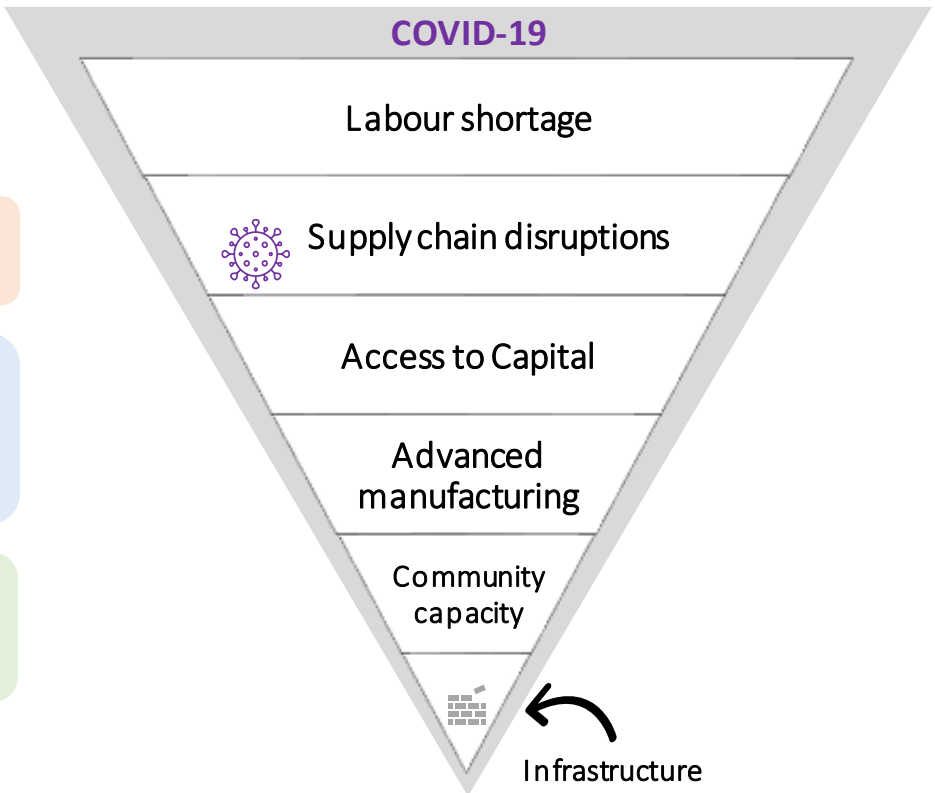 COVID-19
Labour shortage
Supply chain disruptions
Access to Capital
Advanced
manufacturing
Community
capacity
Infrastructure